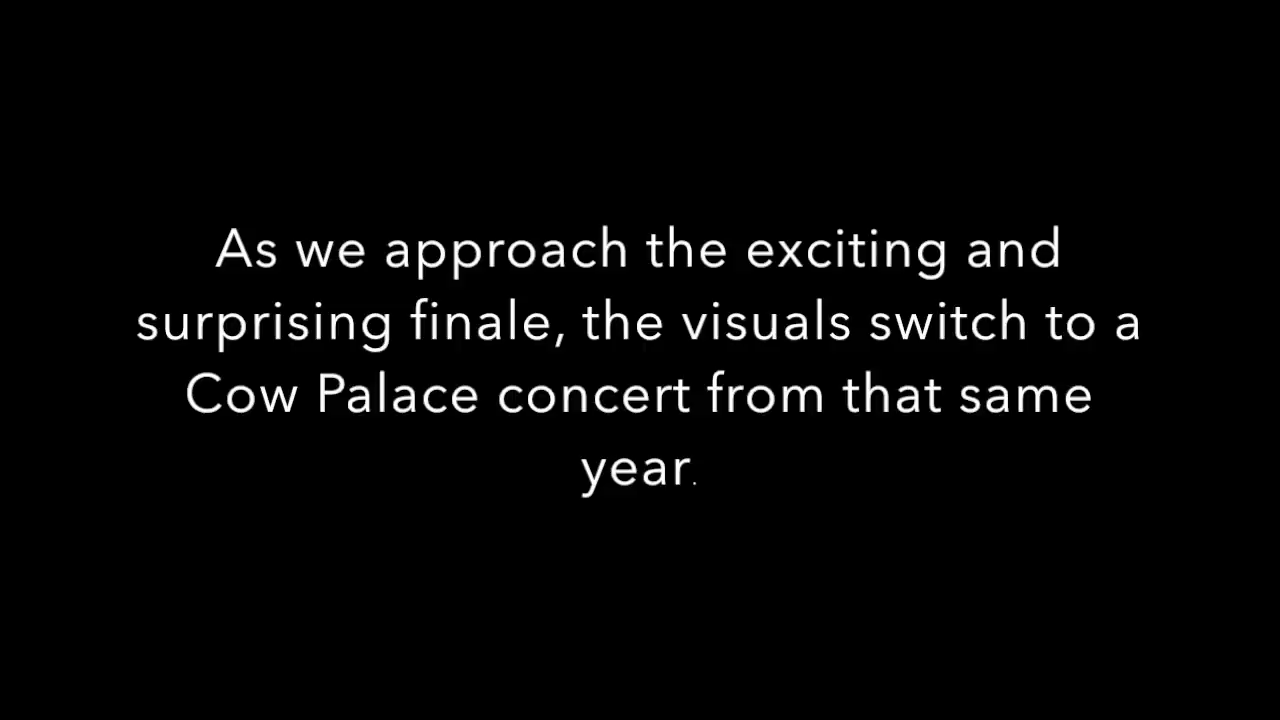 As we approach the exciting and
surprising finale, the visuals switch to a
Cow Palace concert from that same
year.